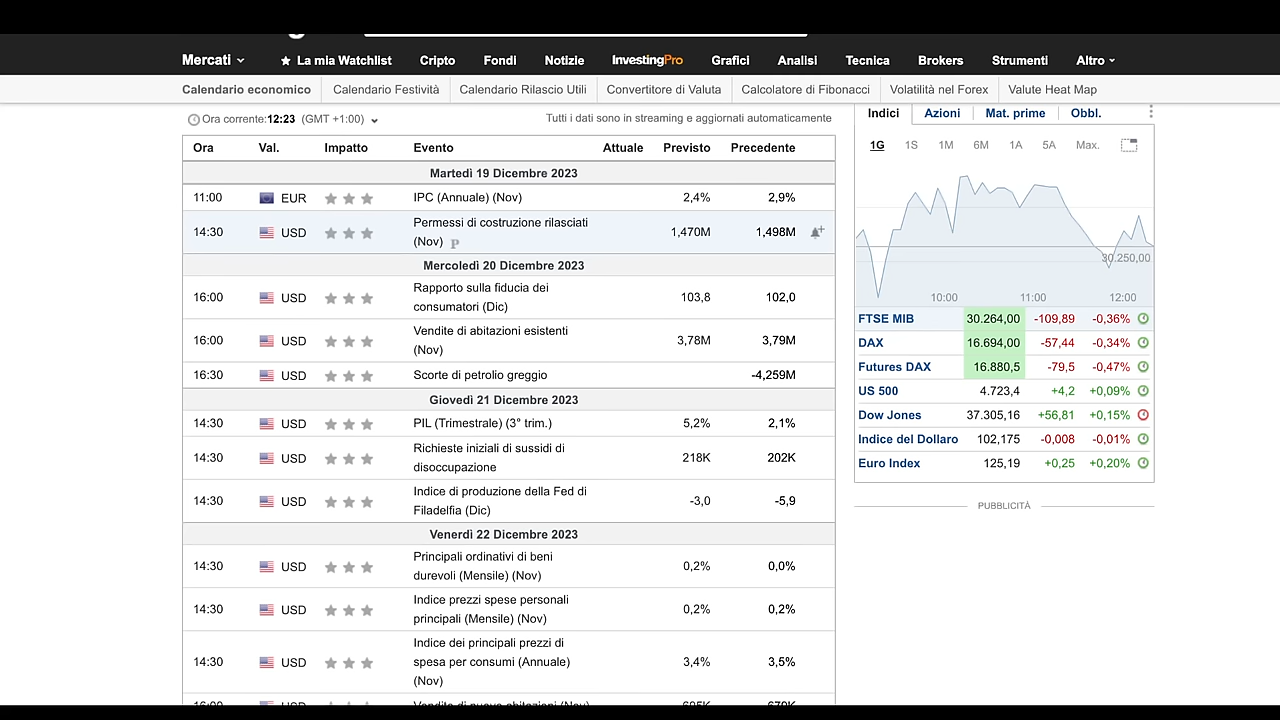 Mercati
La mia Watchlist
Cripto
Fondi
Notizie
InvestingPro
Grafici
Analisi
Tecnica
Brokers
Strumenti
Altro
Calendario economico
Calendario Festività
Calendario Rilascio Utili
Convertitore di Valuta
Calcolatore di Fibonacci
Volatilità nel Forex
Valute Heat Map
Ora corrente:12:23 (GMT +1:00)
Tutti i dati sono in streaming e aggiornati automaticamente
Ora Val. Impatto Evento Attuale Previsto Precedente
Martedì 19 Dicembre 2023
11:00 EUR IPC (Annuale) (Nov) 2,4% 2,9%
14:30 USD Permessi di costruzione rilasciati 1,470M 1,498M
(Nov) P
Mercoledì 20 Dicembre 2023
16:00 USD Rapporto sulla fiducia dei 103,8 102,0
consumatori (Dic)
16:00 USD Vendite di abitazioni esistenti 3,78M 3,79M
(Nov)
16:30 USD Scorte di petrolio greggio -4,259M
Giovedì 21 Dicembre 2023
14:30 USD PIL (Trimestrale) (3° trim.) 5,2% 2,1%
14:30 USD Richieste iniziali di sussidi di 218K 202K
disoccupazione
14:30 USD Indice di produzione della Fed di -3,0 -5,9
Filadelfia (Dic)
Venerdì 22 Dicembre 2023
14:30 USD Principali ordinativi di beni 0,2% 0,0%
durevoli (Mensile) (Nov)
14:30 USD Indice prezzi spese personali 0,2% 0,2%
principali (Mensile) (Nov)
14:30 USD Indice dei principali prezzi di 3,4% 3,5%
spesa per consumi (Annuale)
(Nov)
Indici Azioni Mat. prime Obbl.
1G 1S 1M 6M 1A 5A Max.
30.250,00
10:00 11:00 12:00
FTSE MIB 30.264,00 -109,89 -0,36%
DAX 16.694,00 -57,44 -0,34%
Futures DAX 16.880,5 -79,5 -0,47%
US 500 4.723,4 +4,2 +0,09%
Dow Jones 37.305,16 +56,81 +0,15%
Indice del Dollaro 102,175 -0,008 -0,01%
Euro Index 125,19 +0,25 +0,20%
PUBBLICITÀ